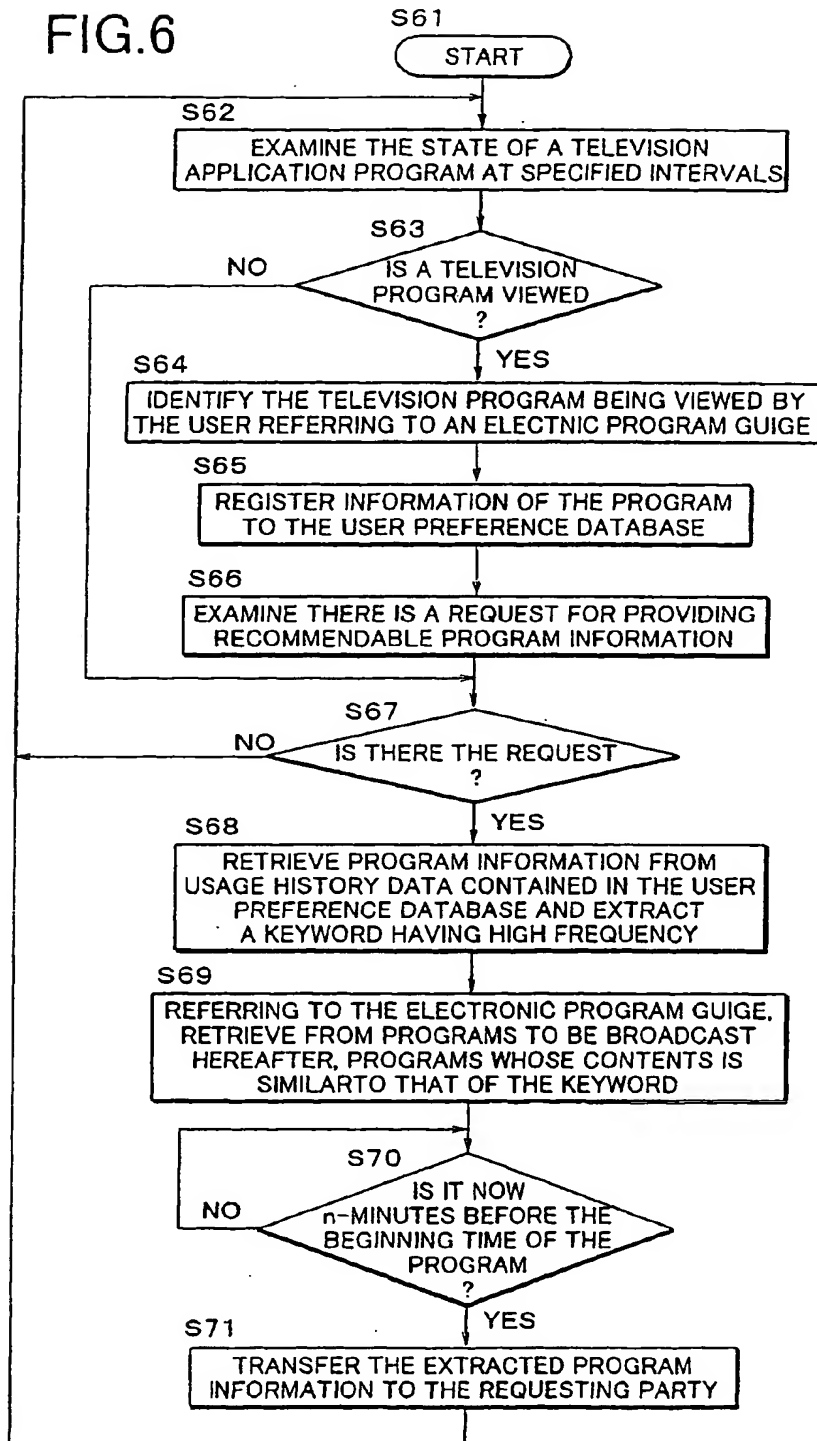 FIG.6
S61
START
S62
EXAMINE THE STATE OF A TELEVISION
APPLICATION PROGRAM AT SPECIFIED INTERVALS
S63
NO
IS A TELEVISION
PROGRAM VIEWED
?
YES
S64
IDENTIFY THE TELEVISION PROGRAM BEING VIEWED BY
THE USER REFERRING TO AN ELECTNIC PROGRAM GUIGE
S65
REGISTER INFORMATION OF THE PROGRAM
TO THE USER PREFERENCE DATABASE
S66
EXAMINE THERE IS A REQUEST FOR PROVIDING
RECOMMENDABLE PROGRAM INFORMATION
S67
NO
IS THERE THE REQUEST
?
YES
S68
RETRIEVE PROGRAM INFORMATION FROM
USAGE HISTORY DATA CONTAINED IN THE USER
PREFERENCE DATABASE AND EXTRACT
A KEYWORD HAVING HIGH FREQUENCY
S69
REFERRING TO THE ELECTRONIC PROGRAM GUIGE,
RETRIEVE FROM PROGRAMS TO BE BROADCAST
HEREAFTER, PROGRAMS WHOSE CONTENTS IS
SIMILARTO THAT OF THE KEYWORD
S70
NO
IS IT NOW
n-MINUTES BEFORE THE
BEGINNING TIME OF THE
PROGRAM
?
YES
S71
TRANSFER THE EXTRACTED PROGRAM
INFORMATION TO THE REQUESTING PARTY